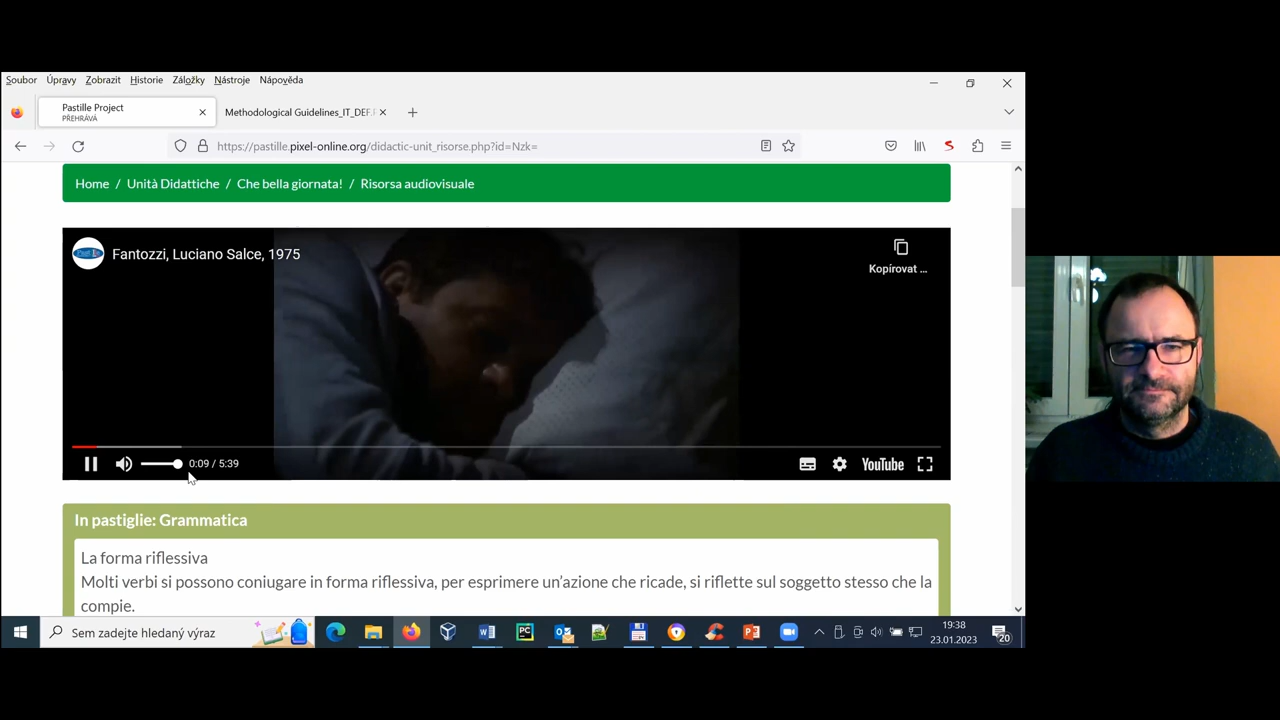 Soubor Úpravy Zobrazit Historie Záložky Nástroje Nápověda
Pastille Project
PŘEHRÁVÁ
Methodological Guidelines_IT_DEF.
https://pastille.pixel-online.org/didactic-unit_risorse.php?id=Nzk=
Home / Unità Didattiche / Che bella giornata! / Risorsa audiovisuale
Fantozzi, Luciano Salce, 1975
Kopírovat ...
0:09 / 5:39
YouTube
In pastiglie: Grammatica
La forma riflessiva
Molti verbi si possono coniugare in forma riflessiva, per esprimere un’azione che ricade, si riflette sul soggetto stesso che la
compie.
Sem zadejte hledaný výraz
19:38
23.01.2023
20